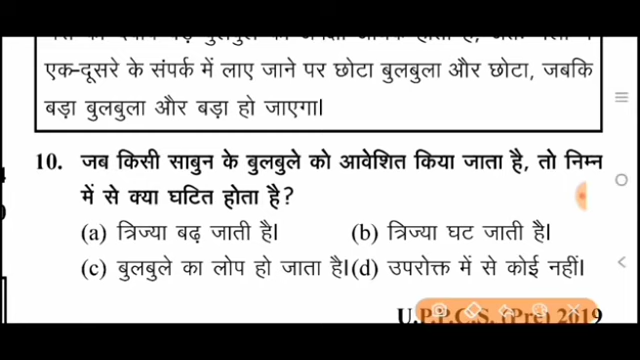 एक-दूसरे के संपर्क में लाए जाने पर छोटा बुलबुला और छोटा, जबकि
बड़ा बुलबुला और बड़ा हो जाएगा।
10. जब किसी साबुन के बुलबुले को आवेशित किया जाता है, तो निम्न
में से क्या घटित होता है?
(a) त्रिज्या बढ़ जाती है। (b) त्रिज्या घट जाती है।
(c) बुलबुले का लोप हो जाता है। (d) उपरोक्त में से कोई नहीं।
U.P.P.C.S. (Pre) 2019